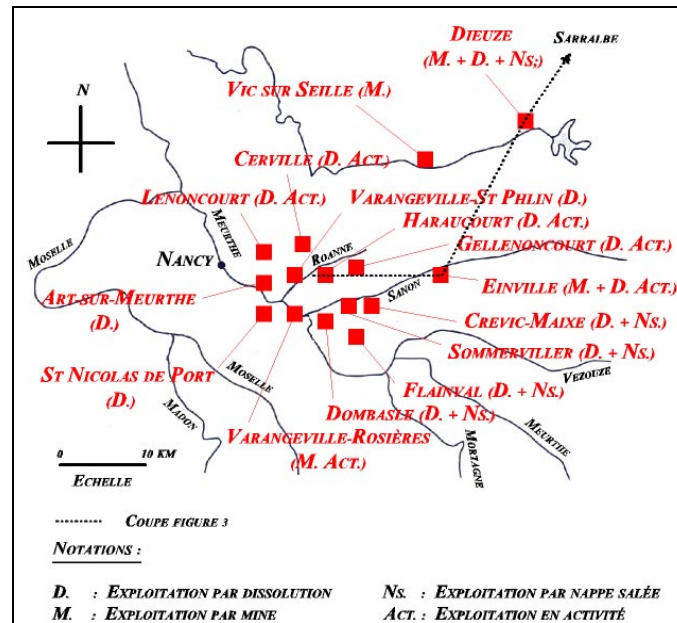 DIEUZE
(M. + D. + NS;)
SARRALBE
VIC SUR SEILLE (M.)
N
CERVILLE (D. ACT.)
LENONCOURT (D. ACT.)
VARANGEVILLE-ST PHLIN (D.)
HARAUCOURT (D. ACT.)
GELLENONCOURT (D. ACT.)
MEURTHE
ROANNE
MOSELLE
NANCY
SANON
EINVILLE (M. + D. ACT.)
ART-SUR-MEURTHE
(D.)
CREVIC-MAIXE (D. + NS.)
SOMMERVILLER (D. + NS.)
ST NICOLAS DE PORT
(D.)
MOSELLE
VEZOUZE
FLAINVAL (D. + NS.)
DOMBASLE (D. + NS.)
MADON
VARANGEVILLE-ROSIÈRES
(M. ACT.)
MORTAGNE
MEURTHE
0 10 KM
ECHELLE
COUPE FIGURE 3
NOTATIONS :
D. : EXPLOITATION PAR DISSOLUTION
NS. : EXPLOITATION PAR NAPPE SALÉE
M. : EXPLOITATION PAR MINE
ACT. : EXPLOITATION EN ACTIVITÉ